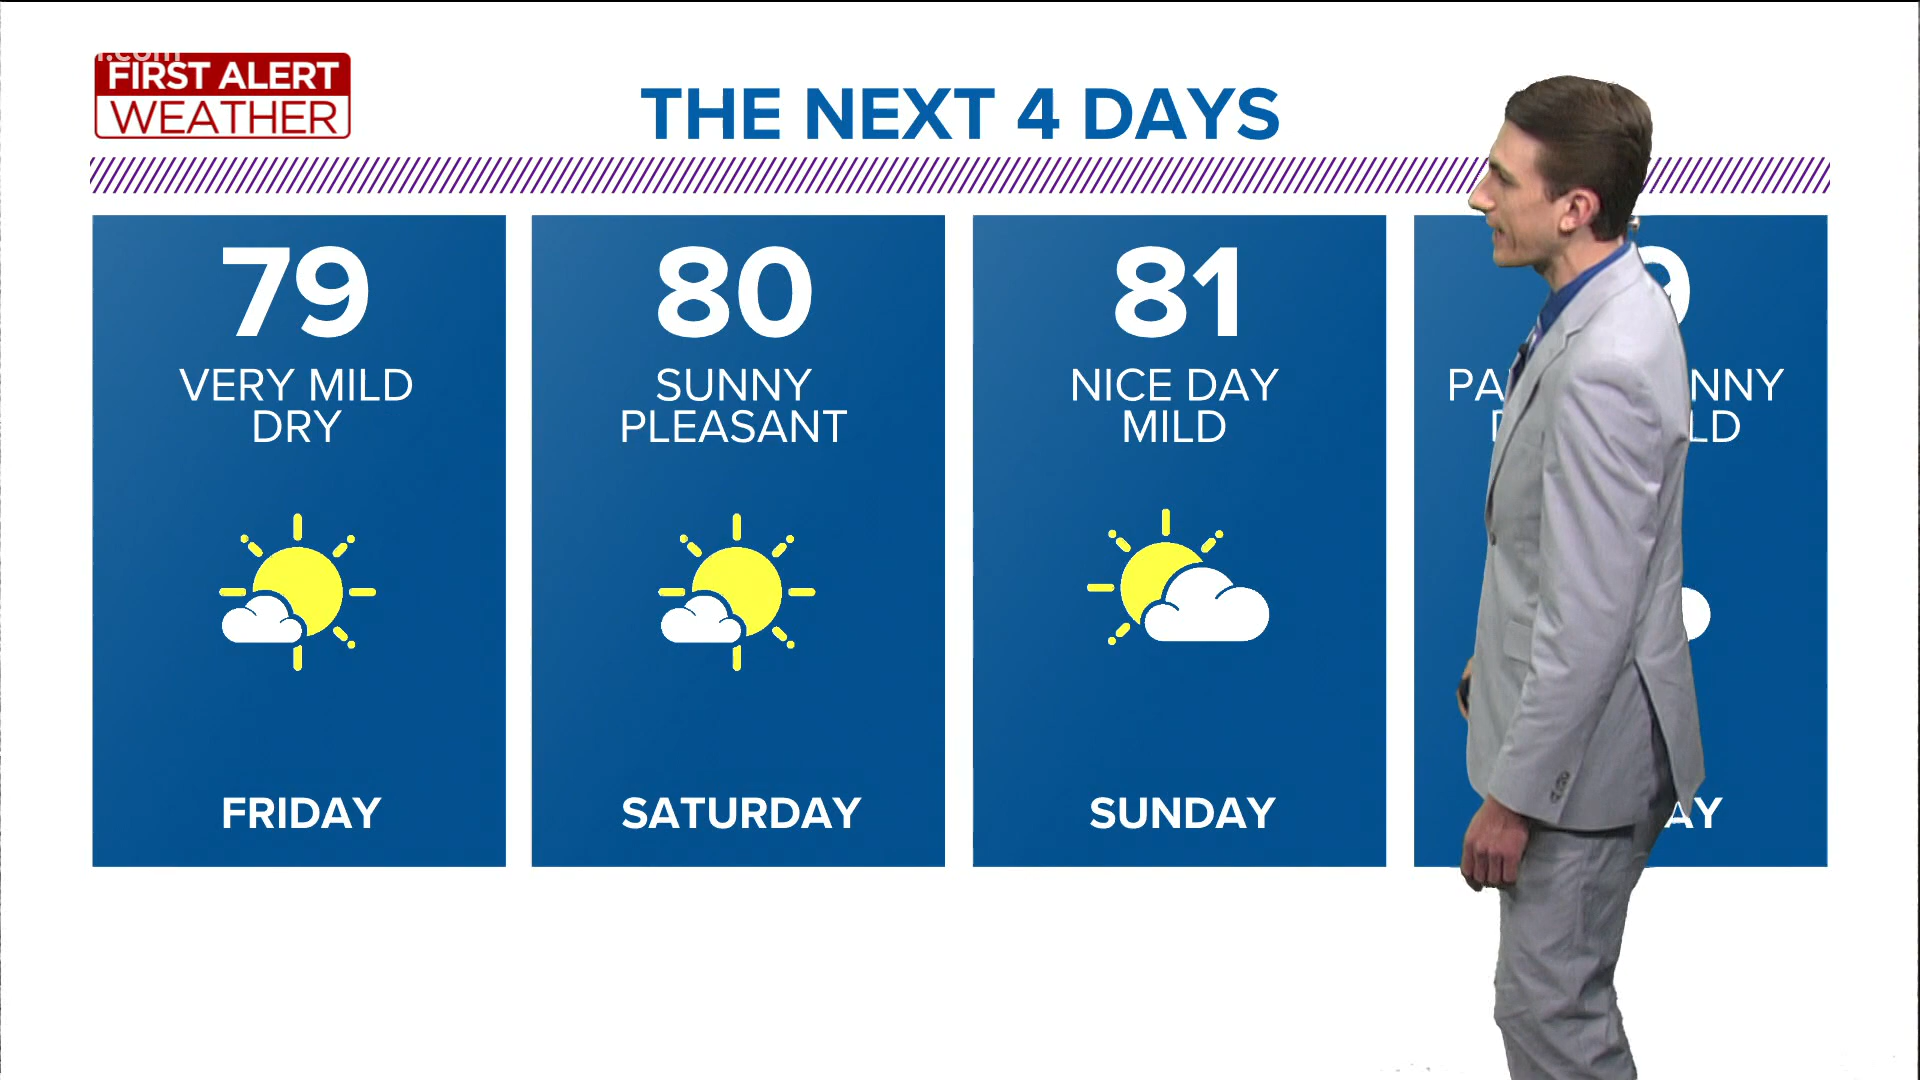 .com
FIRST ALERT
WEATHER
THE NEXT 4 DAYS
79
VERY MILD
DRY
FRIDAY
80
SUNNY
PLEASANT
SATURDAY
81
NICE DAY
MILD
SUNDAY